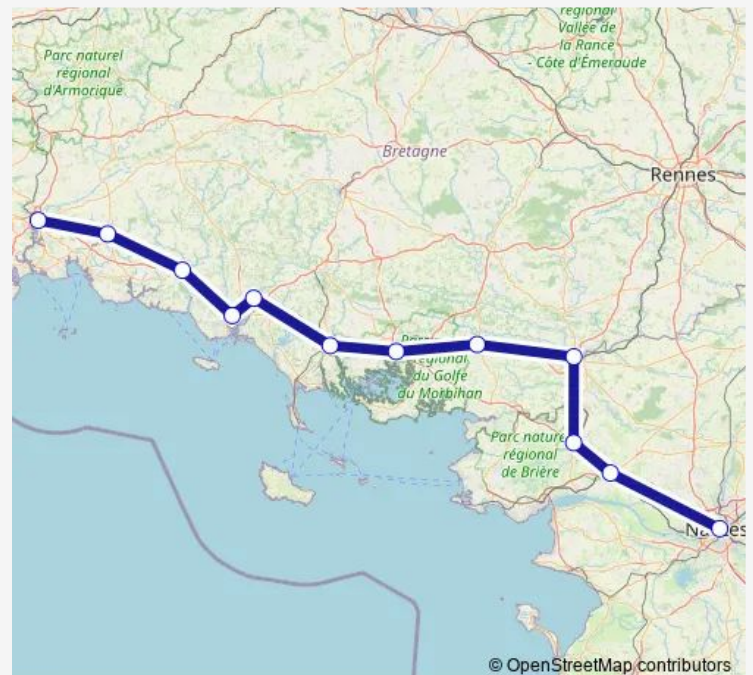 régional
Vallée de
la Rance
- Côte d'Émeraude
Parc naturel
régional
d'Armorique
Bretagne
Rennes
régional
du Golfe
du Morbihan
Parc nature
régional
de Brière
© OpenStreetMap contributors